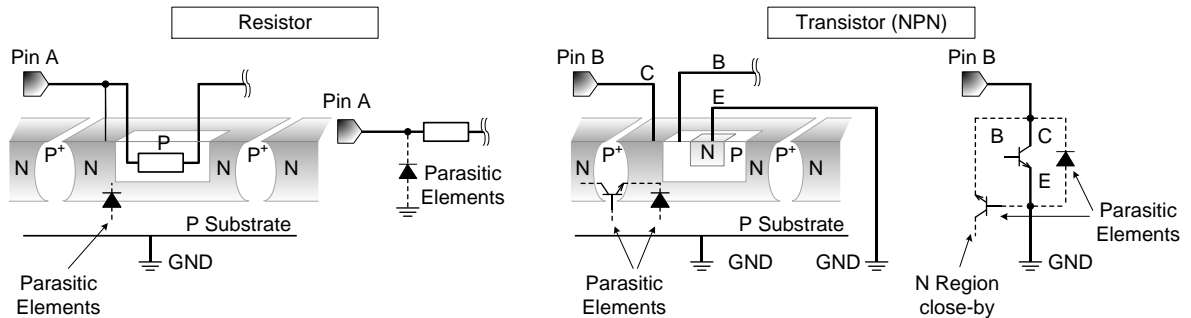 Resistor
Transistor (NPN)
Pin A
Pin B
Pin A
B
C
E
N
P+
N
P
P+
N
N
P+
N
P
P+
N
N
B
C
E
Parasitic
Elements
P Substrate
P Substrate
Parasitic
Elements
GND
GND
GND
GND
Parasitic
Elements
Parasitic
Elements
N Region
close-by